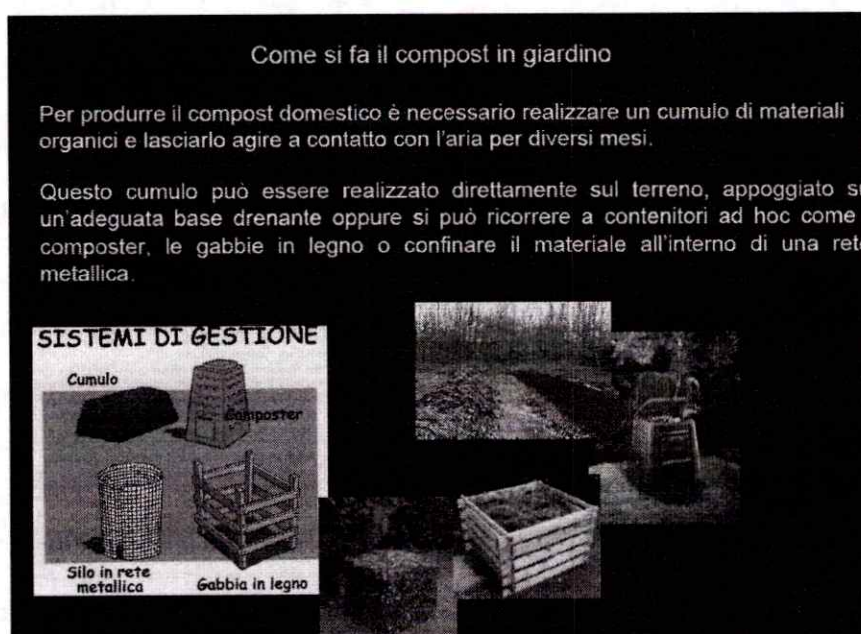 Come si fa il compost in giardino
Per produrre il compost domestico è necessario realizzare un cumulo di materiali
organici e lasciarlo agire a contatto con l'aria per diversi mesi.
Questo cumulo può essere realizzato direttamente sul terreno, appoggiato su
un'adeguata base drenante oppure si può ricorrere a contenitori ad hoc come
composter, le gabbie in legno o confinare il materiale all'interno di una rete
metallica.
SISTEMI DI GESTIONE
Cumulo
Composter
Silo in rete
metallica
Gabbia in legno